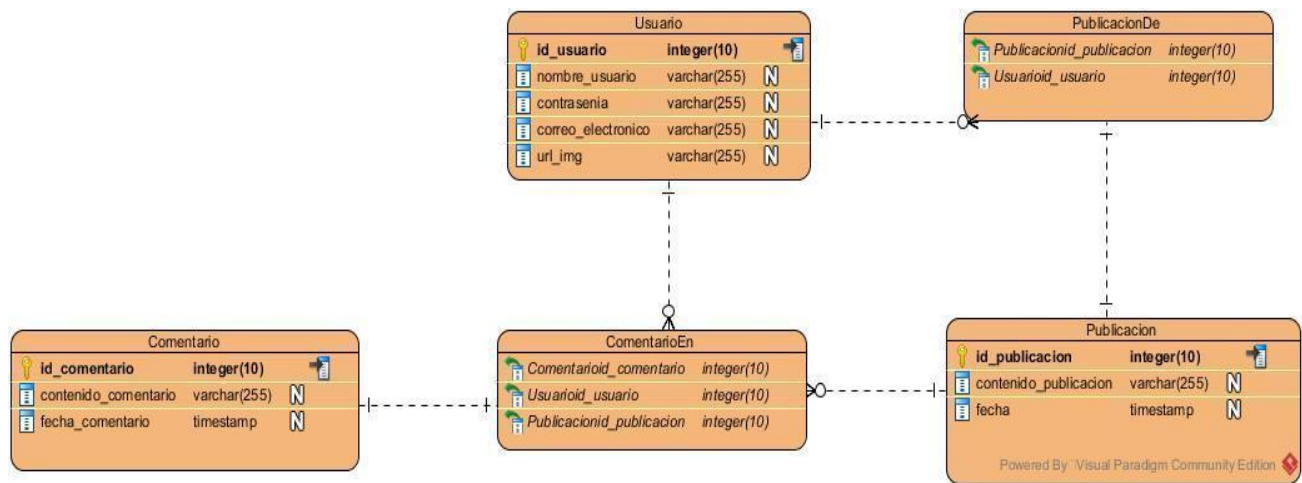 Usuario
id_usuario integer(10)
nombre_usuario varchar(255) N
contrasenia varchar(255) N
correo_electronico varchar(255) N
url_img varchar(255) N
PublicacionDe
Publicacionid_publicacion integer(10)
Usuarioid_usuario integer(10)
Comentario
id_comentario integer(10)
contenido_comentario varchar(255) N
fecha_comentario timestamp N
ComentarioEn
Comentarioid_comentario integer(10)
Usuarioid_usuario integer(10)
Publicacionid_publicacion integer(10)
Publicacion
id_publicacion integer(10)
contenido_publicacion varchar(255) N
fecha timestamp N
Powered By Visual Paradigm Community Edition